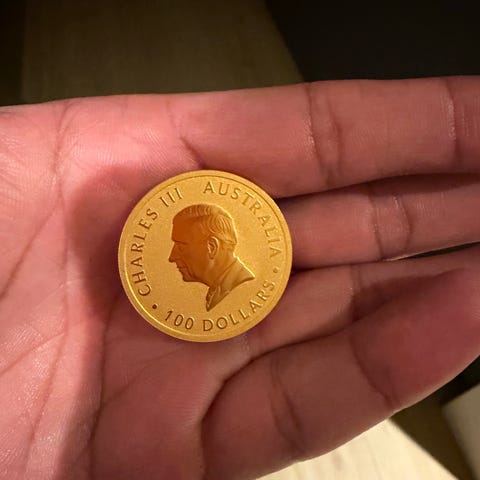 CHARLES III AUSTRALIA
• 100 DOLLARS •